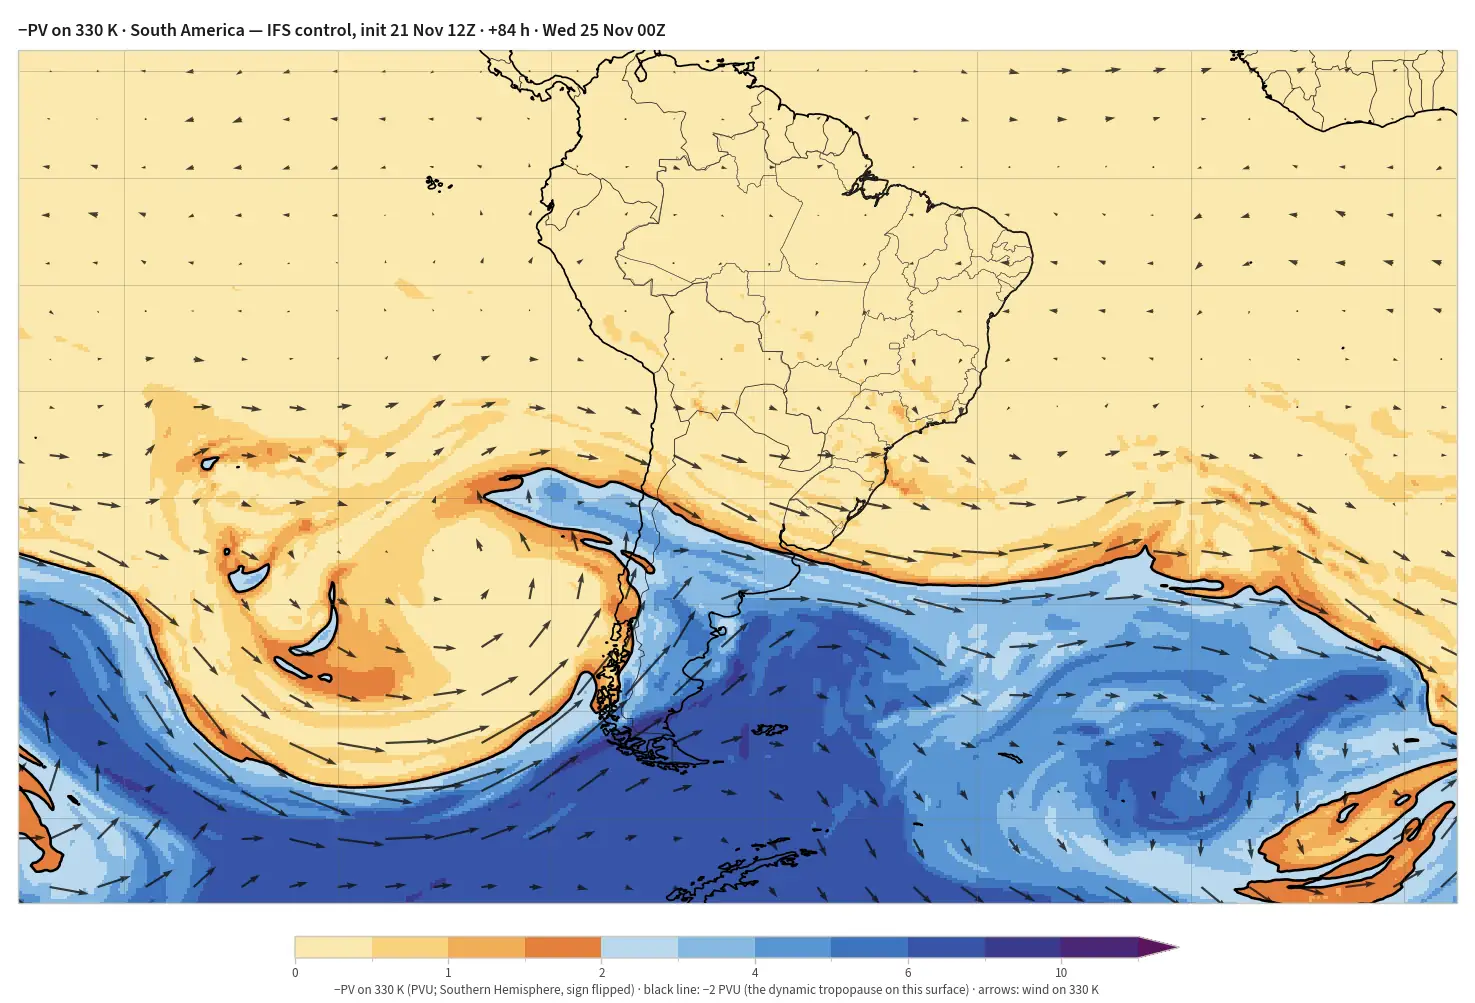 −PV on 330 K · South America — IFS control, init 21 Nov 12Z · +84 h · Wed 25 Nov 00Z
0 1 2 4 6 10
−PV on 330 K (PVU; Southern Hemisphere, sign flipped) · black line: −2 PVU (the dynamic tropopause on this surface) · arrows: wind on 330 K